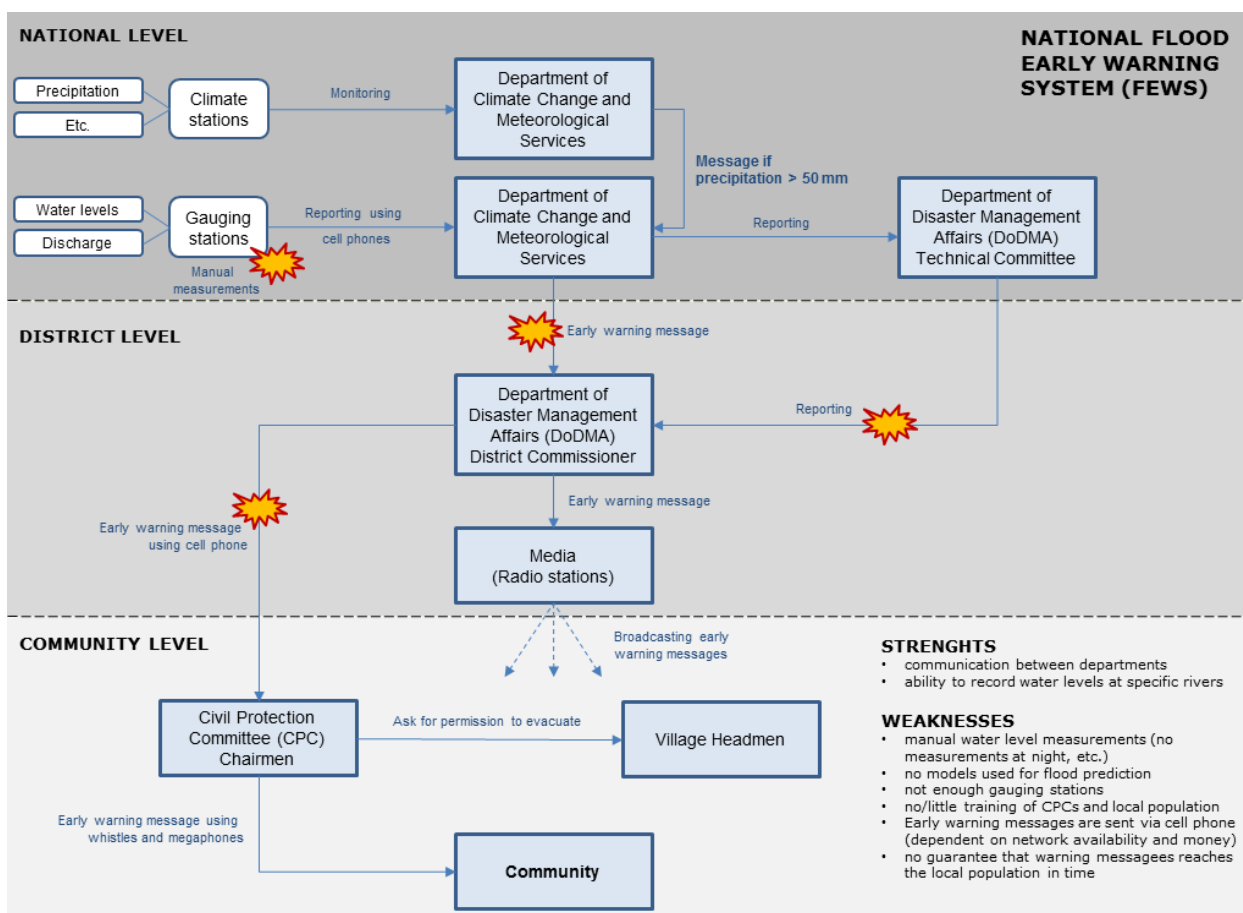 NATIONAL LEVEL
NATIONAL FLOOD
EARLY WARNING
SYSTEM (FEWS)
Precipitation
Etc.
Climate
stations
Monitoring
Department of
Climate Change and
Meteorological
Services
Message if
precipitation > 50 mm
Water levels
Discharge
Gauging
stations
Manual
measurements
Reporting using
cell phones
Department of
Climate Change and
Meteorological
Services
Reporting
Department of
Disaster Management
Affairs (DoDMA)
Technical Committee
DISTRICT LEVEL
Early warning message
Department of
Disaster Management
Affairs (DoDMA)
District Commissioner
Reporting
Early warning message
using cell phone
Early warning message
Media
(Radio stations)
COMMUNITY LEVEL
Broadcasting early
warning messages
Civil Protection
Committee (CPC)
Chairmen
Ask for permission to evacuate
Village Headmen
Early warning message using
whistles and megaphones
Community
STRENGHTS
• communication between departments
• ability to record water levels at specific rivers
WEAKNESSES
• manual water level measurements (no
measurements at night, etc.)
• no models used for flood prediction
• not enough gauging stations
• no/little training of CPCs and local population
• Early warning messages are sent via cell phone
(dependent on network availability and money)
• no guarantee that warning messagees reaches
the local population in time